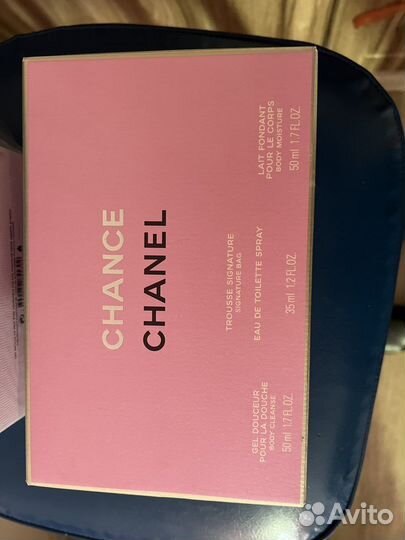 CHANCE
CHANEL
TROUSSE SIGNATURE
SIGNATURE BAG
GEL DOUCEUR
POUR LA DOUCHE
BODY CLEANSE
50 ml 1.7 FL.OZ.
EAU DE TOILETTE SPRAY
35 ml 1.2 FL.OZ.
LAIT FONDANT
POUR LE CORPS
BODY MOISTURE
50 ml 1.7 FL.OZ.
Avito